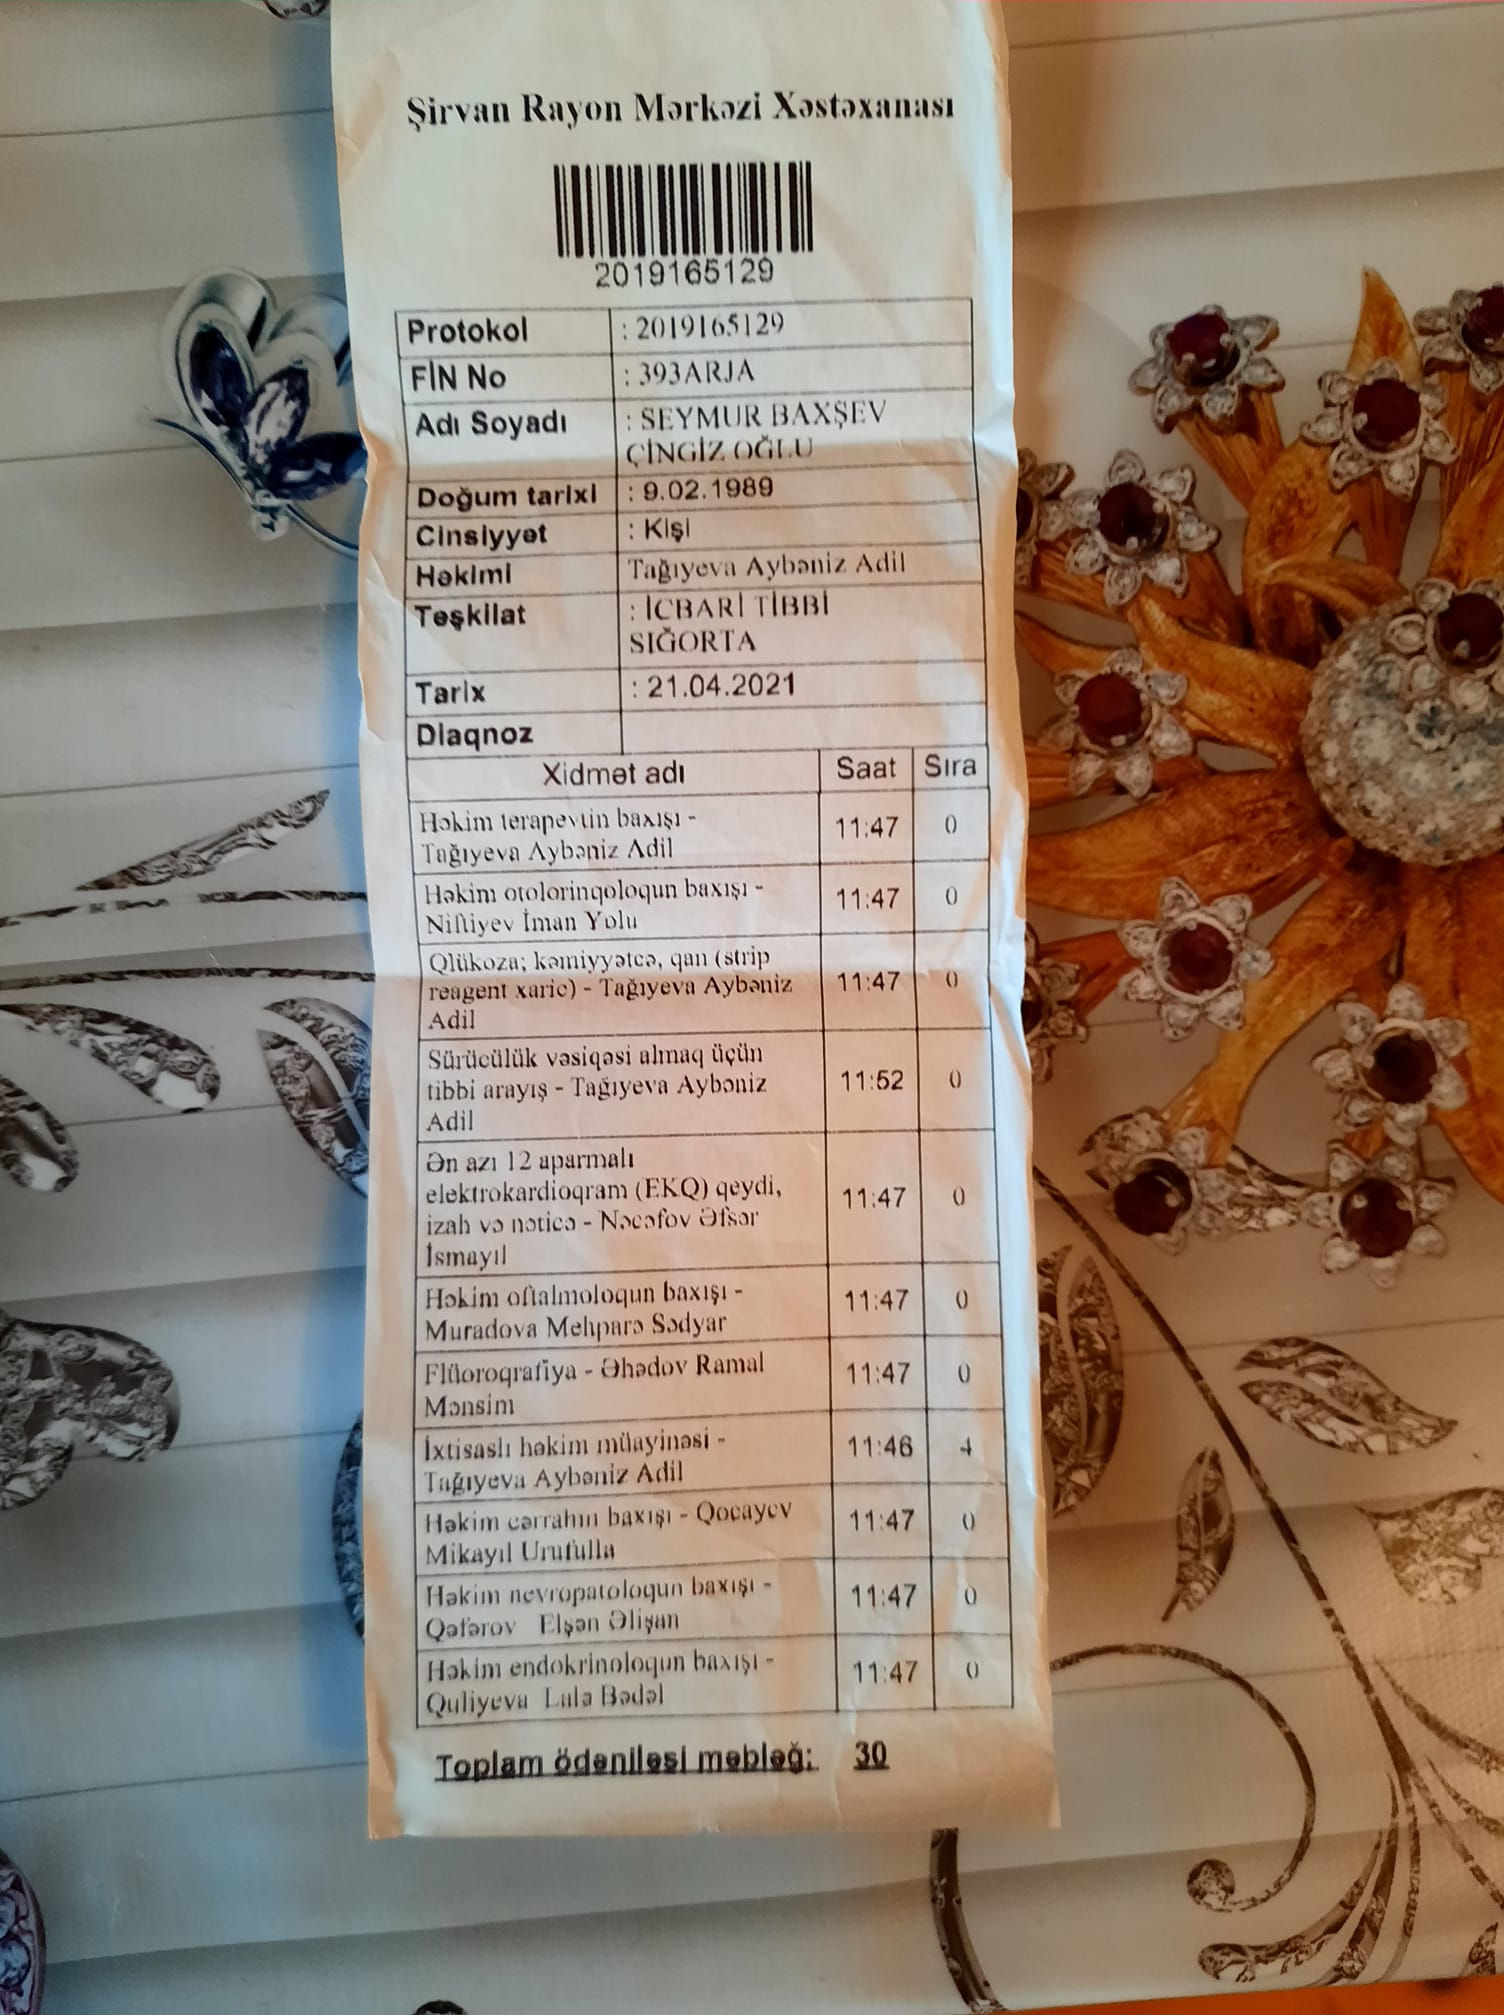 Şirvan Rayon Mərkəzi Xəstəxanası
2019165129
Protokol : 2019165129
FİN No : 393ARJA
Adı Soyadı : SEYMUR BAXŞEV
ÇİNGİZ OĞLU
Doğum tarixi : 9.02.1989
Cinsiyyət : Kişi
Həkimi Tağıyeva Aybəniz Adil
Təşkilat : İCBARİ TİBBİ
SIĞORTA
Tarix : 21.04.2021
Diaqnoz
Xidmət adı Saat Sıra
Həkim terapevtin baxışı - 11:47 0
Tağıyeva Aybəniz Adil
Həkim otolorinqoloqun baxışı - 11:47 0
Niftiyev İman Yolu
Qlükoza; kəmiyyətcə, qan (strip
reagent xaric) - Tağıyeva Aybəniz 11:47 0
Adil
Sürücülük vəsiqəsi almaq üçün
tibbi arayış - Tağıyeva Aybəniz 11:52 0
Adil
Ən azı 12 aparmalı
elektrokardioqram (EKQ) qeydi, 11:47 0
izah və nəticə - Nəcəfov Əfsər
İsmayıl
Həkim oftalmoloqun baxışı - 11:47 0
Muradova Mehparə Sədyar
Flüoroqrafiya - Əhədov Ramal 11:47 0
Mənsim
İxtisaslı həkim müayinəsi - 11:46 4
Tağıyeva Aybəniz Adil
Həkim cərrahın baxışı - Qocayev 11:47 0
Mikayıl Urufulla
Həkim nevropatoloqun baxışı - 11:47 0
Qəfərov Elşən Əlişan
Həkim endokrinoloqun baxışı - 11:47 0
Quliyeva Lalə Bədəl
Toplam ödəniləsi məbləğ: 30